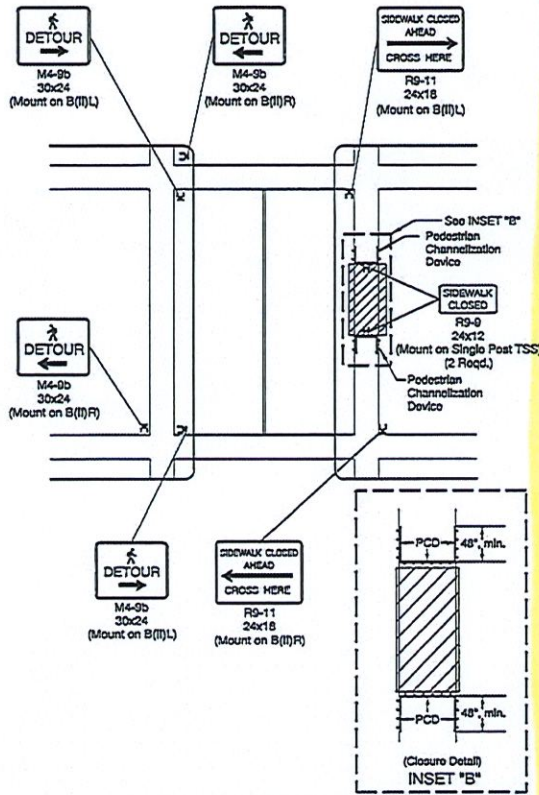 DETOUR
M4-9b
30x24
(Mount on B(II)L)
DETOUR
M4-9b
30x24
(Mount on B(II)R)
SIDEWALK CLOSED
AHEAD
CROSS HERE
R9-11
24x18
(Mount on B(II)L)
See INSET "B"
Pedestrian
Channelization
Device
SIDEWALK
CLOSED
R9-9
24x12
(Mount on Single Post TSS)
(2 Reqd.)
Pedestrian
Channelization
Device
DETOUR
M4-9b
30x24
(Mount on B(II)R)
DETOUR
M4-9b
30x24
(Mount on B(II)L)
SIDEWALK CLOSED
AHEAD
CROSS HERE
R9-11
24x18
(Mount on B(II)R)
PCD
48", min.
PCD
48", min.
(Closure Detail)
INSET "B"